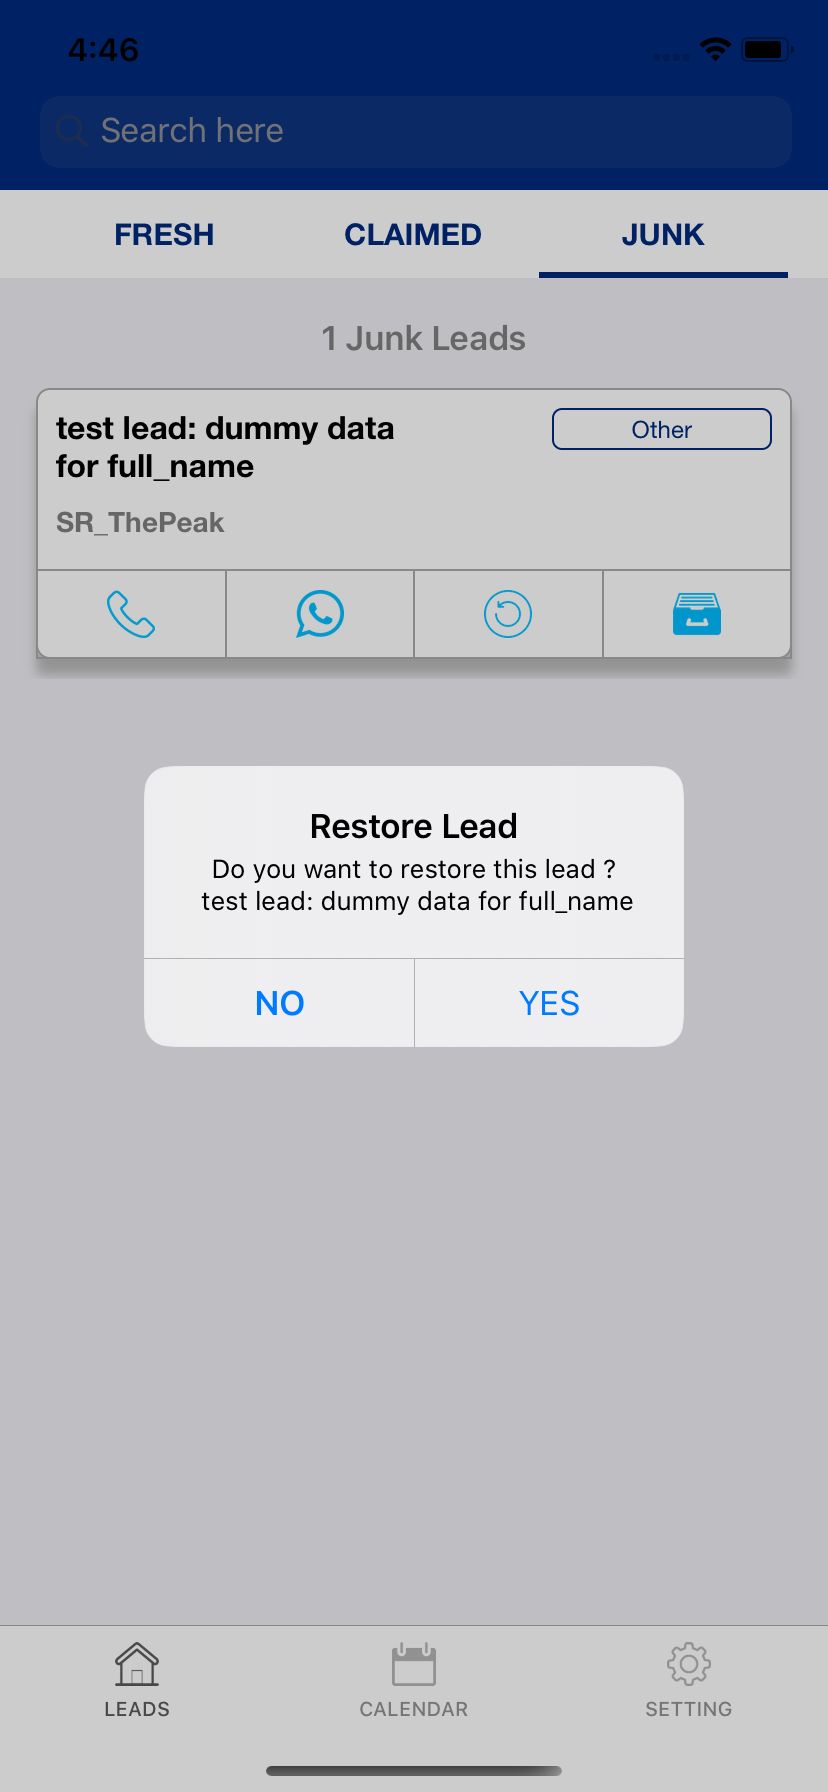 4:46
Search here
FRESH CLAIMED JUNK
1 Junk Leads
test lead: dummy data
for full_name
Other
SR_ThePeak
Restore Lead
Do you want to restore this lead ?
test lead: dummy data for full_name
NO YES
LEADS CALENDAR SETTING